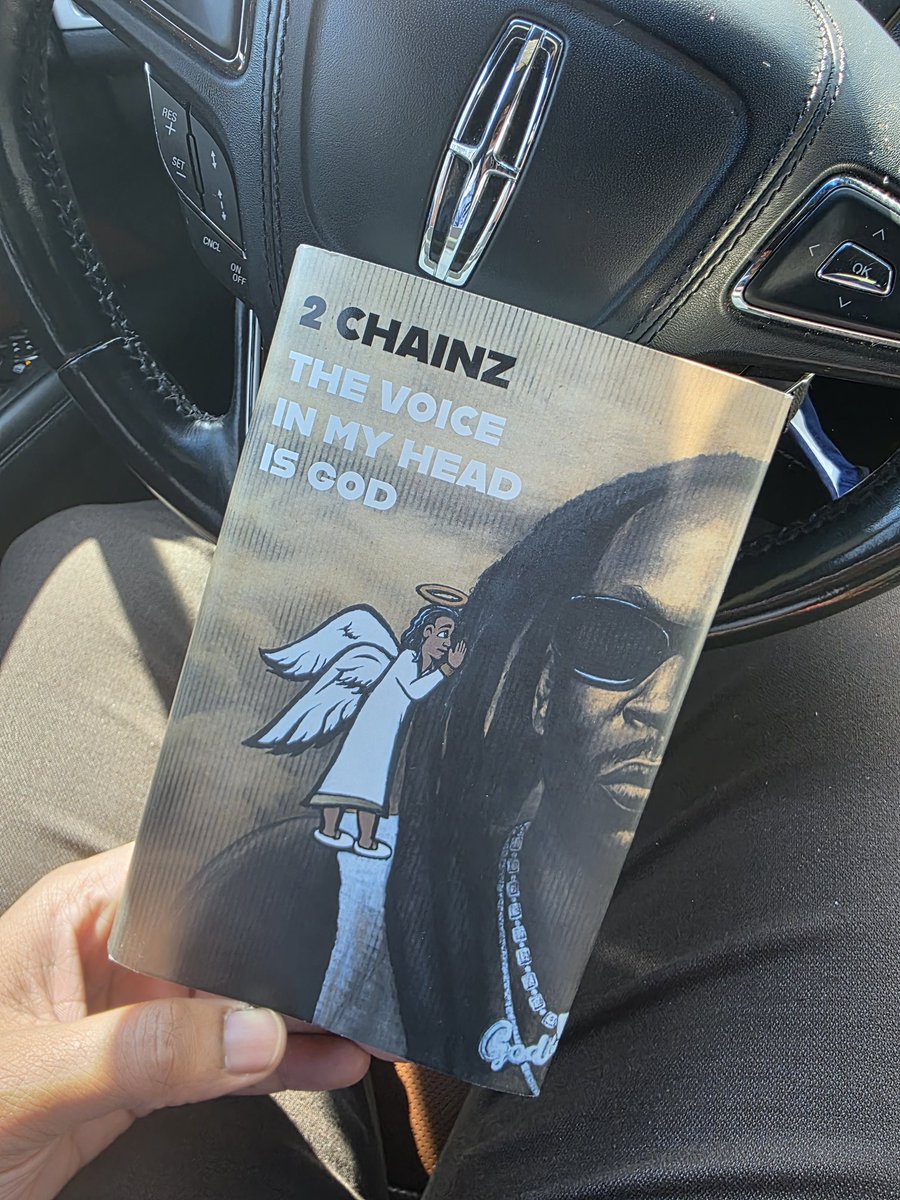 RES
+
SET
−
CNCL
ON
OFF
OK
2 CHAINZ
THE VOICE
IN MY HEAD
IS GOD